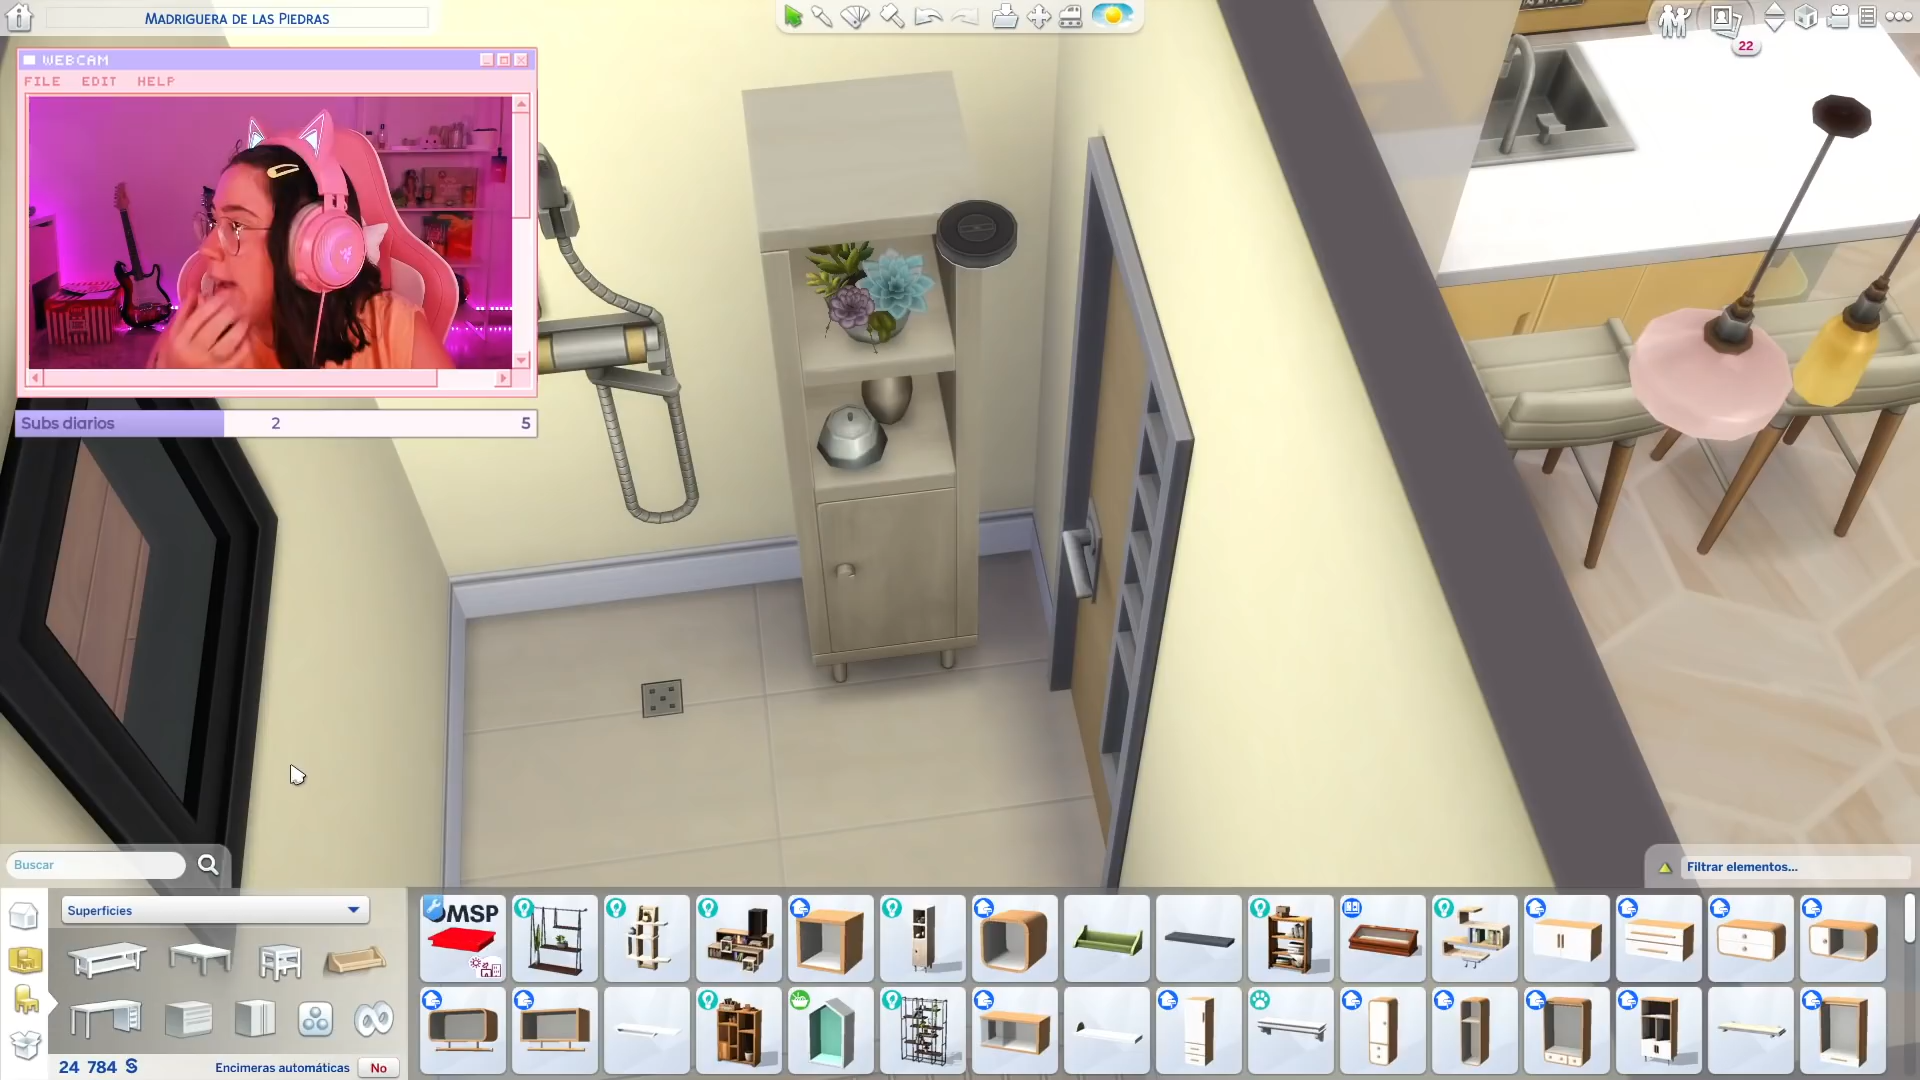 MADRIGUERA DE LAS PIEDRAS
22
WEBCAM
FILE EDIT HELP
Subs diarios 2 5
Buscar
Filtrar elementos...
Superficies
OMSP
24 784 §
Encimeras automáticas No